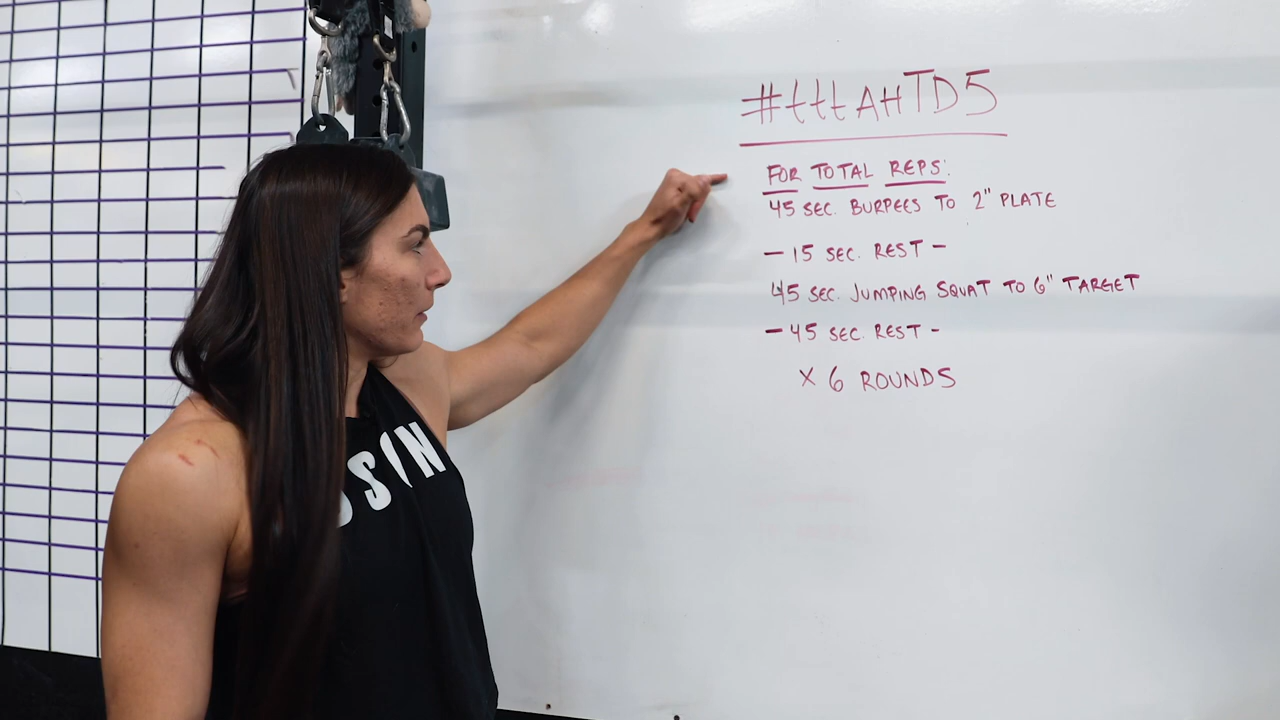 #tttAHTD5
FOR TOTAL REPS:
45 SEC. BURPEES TO 2" PLATE
- 15 SEC. REST -
45 SEC. JUMPING SQUAT TO 6" TARGET
- 45 SEC. REST -
X 6 ROUNDS